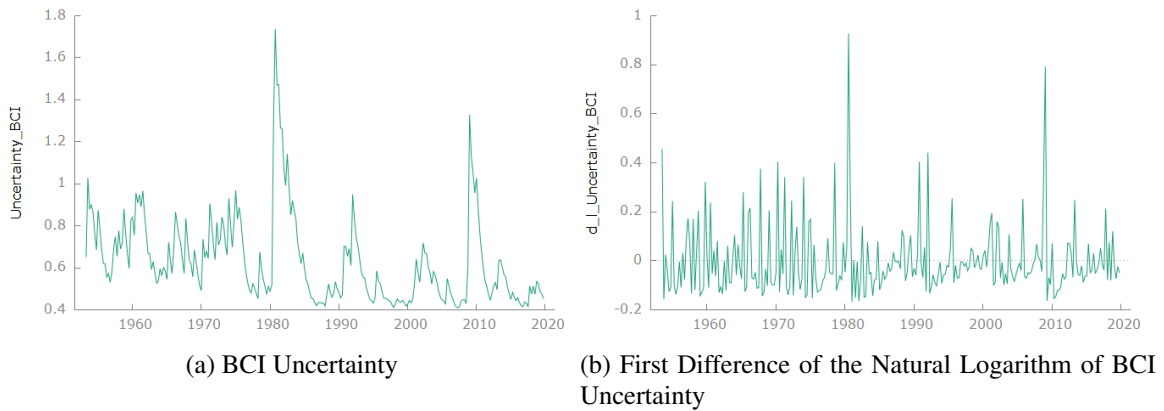 Uncertainty_BCI
1.8
1.6
1.4
1.2
1
0.8
0.6
0.4
1960 1970 1980 1990 2000 2010 2020
(a) BCI Uncertainty
d_l_Uncertainty_BCI
1
0.8
0.6
0.4
0.2
0
-0.2
1960 1970 1980 1990 2000 2010 2020
(b) First Difference of the Natural Logarithm of BCI
Uncertainty